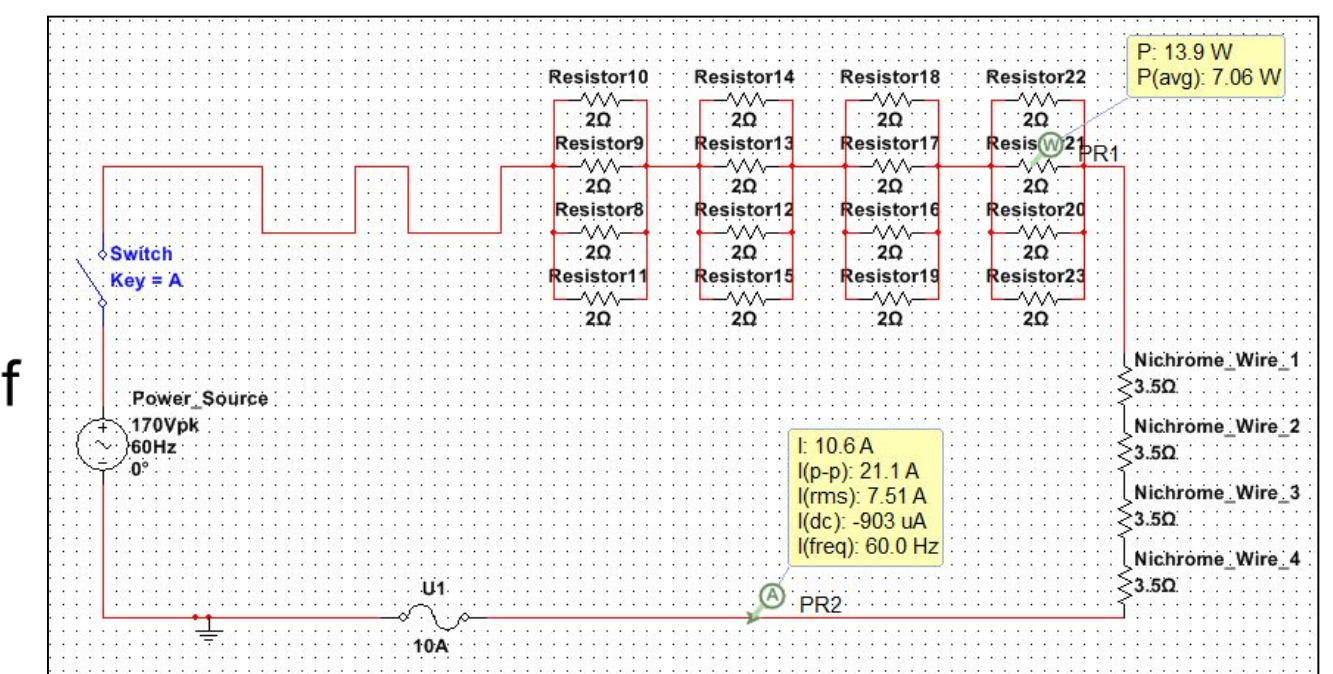 P: 13.9 W
P(avg): 7.06 W
Resistor10 Resistor14 Resistor18 Resistor22
2Ω 2Ω 2Ω 2Ω
Resistor9 Resistor13 Resistor17 Resis W 21 PR1
2Ω 2Ω 2Ω 2Ω
Resistor8 Resistor12 Resistor16 Resistor20
2Ω 2Ω 2Ω 2Ω
Resistor11 Resistor15 Resistor19 Resistor23
2Ω 2Ω 2Ω 2Ω
Switch
Key = A
f
Power_Source
170Vpk
60Hz
0°
Nichrome_Wire_1
3.5Ω
Nichrome_Wire_2
3.5Ω
Nichrome_Wire_3
3.5Ω
Nichrome_Wire_4
3.5Ω
I: 10.6 A
I(p-p): 21.1 A
I(rms): 7.51 A
I(dc): -903 uA
I(freq): 60.0 Hz
A PR2
U1
10A